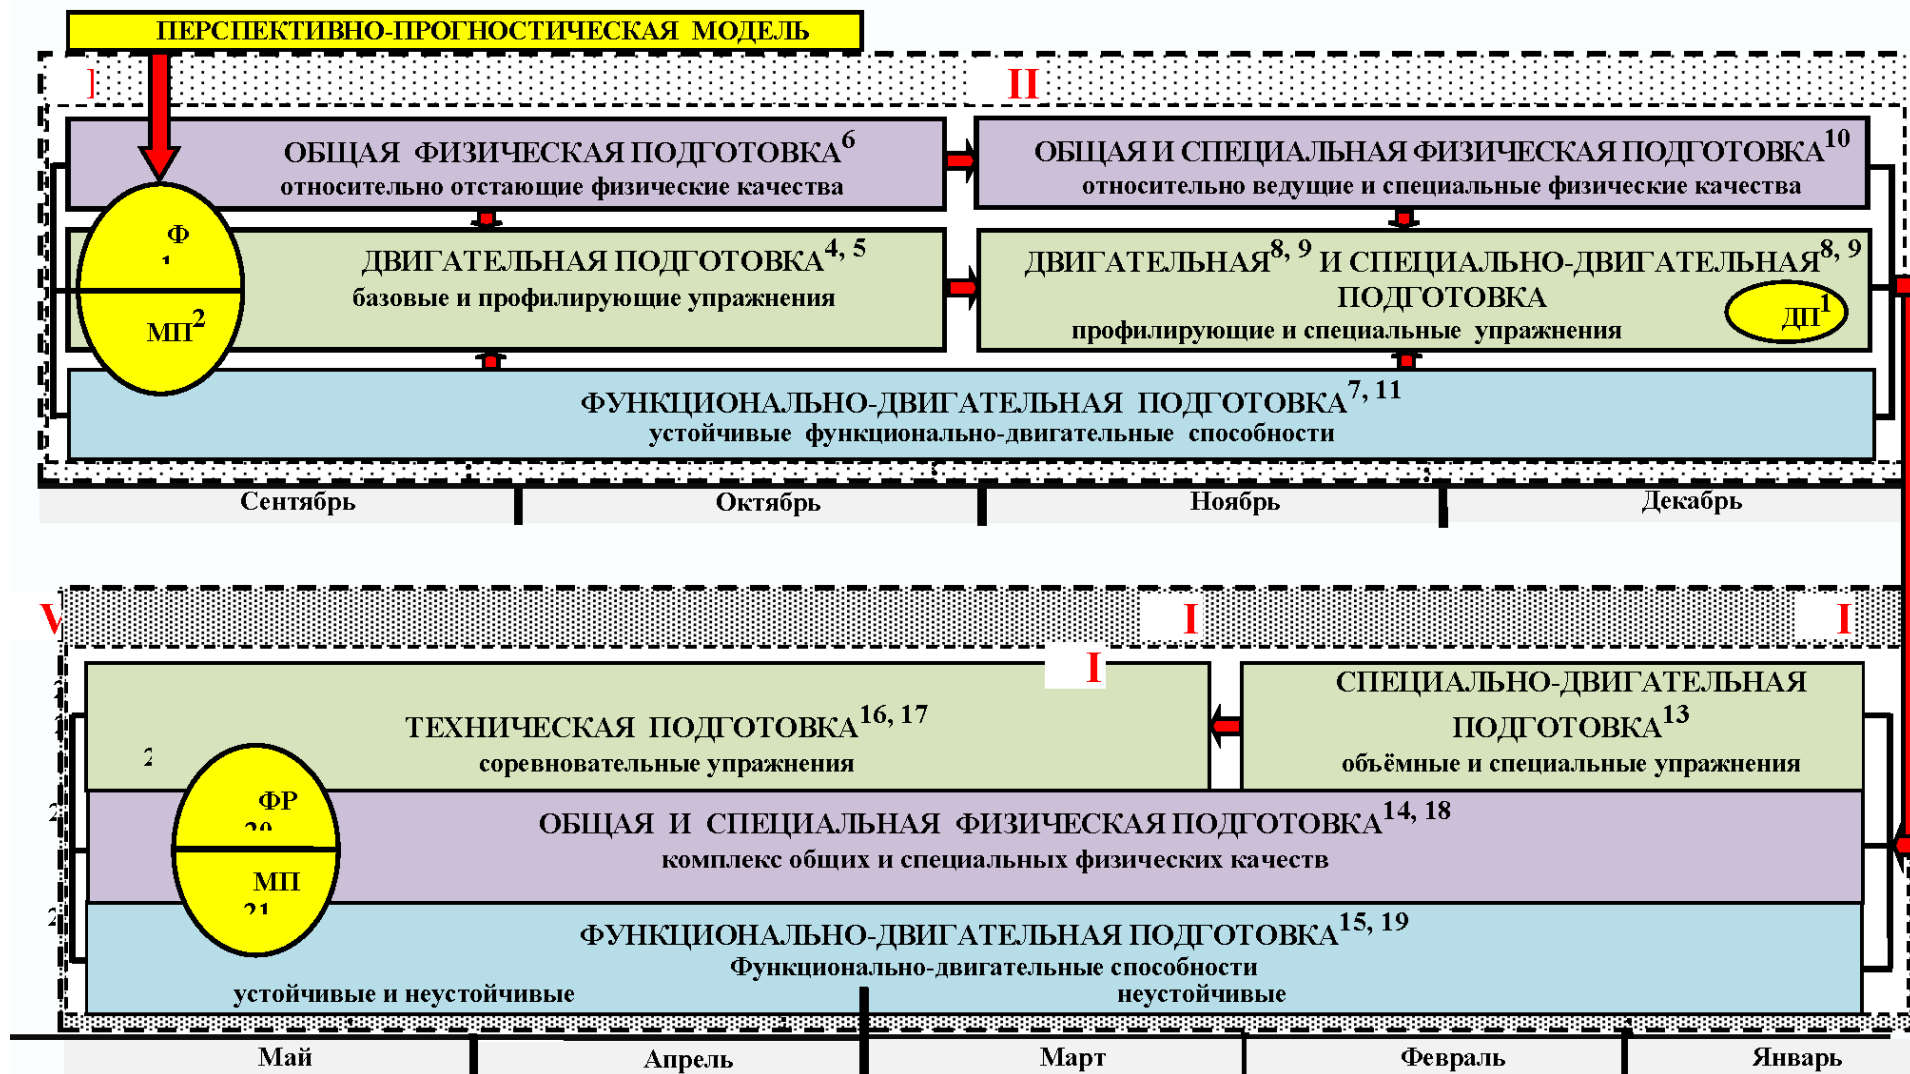 ПЕРСПЕКТИВНО-ПРОГНОСТИЧЕСКАЯ МОДЕЛЬ
II
ОБЩАЯ ФИЗИЧЕСКАЯ ПОДГОТОВКА6
относительно отстающие физические качества
ОБЩАЯ И СПЕЦИАЛЬНАЯ ФИЗИЧЕСКАЯ ПОДГОТОВКА10
относительно ведущие и специальные физические качества
Ф
МП2
ДВИГАТЕЛЬНАЯ ПОДГОТОВКА4, 5
базовые и профилирующие упражнения
ДВИГАТЕЛЬНАЯ8, 9 И СПЕЦИАЛЬНО-ДВИГАТЕЛЬНАЯ8, 9
ПОДГОТОВКА
профилирующие и специальные упражнения
ДП1
ФУНКЦИОНАЛЬНО-ДВИГАТЕЛЬНАЯ ПОДГОТОВКА7, 11
устойчивые функционально-двигательные способности
Сентябрь Октябрь Ноябрь Декабрь
V I I
I
ТЕХНИЧЕСКАЯ ПОДГОТОВКА16, 17
соревновательные упражнения
СПЕЦИАЛЬНО-ДВИГАТЕЛЬНАЯ
ПОДГОТОВКА13
объёмные и специальные упражнения
2
ФР
20
МП
21
ОБЩАЯ И СПЕЦИАЛЬНАЯ ФИЗИЧЕСКАЯ ПОДГОТОВКА14, 18
комплекс общих и специальных физических качеств
ФУНКЦИОНАЛЬНО-ДВИГАТЕЛЬНАЯ ПОДГОТОВКА15, 19
Функционально-двигательные способности
устойчивые и неустойчивые неустойчивые
Май Апрель Март Февраль Январь